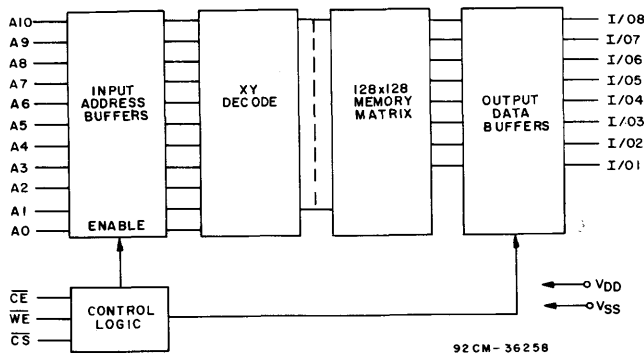 A10
A9
A8
A7
A6
A5
A4
A3
A2
A1
A0
INPUT
ADDRESS
BUFFERS
ENABLE
XY
DECODE
128x128
MEMORY
MATRIX
OUTPUT
DATA
BUFFERS
I/O8
I/O7
I/O6
I/O5
I/O4
I/O3
I/O2
I/O1
CE
WE
CS
CONTROL
LOGIC
VDD
VSS
92CM-36258